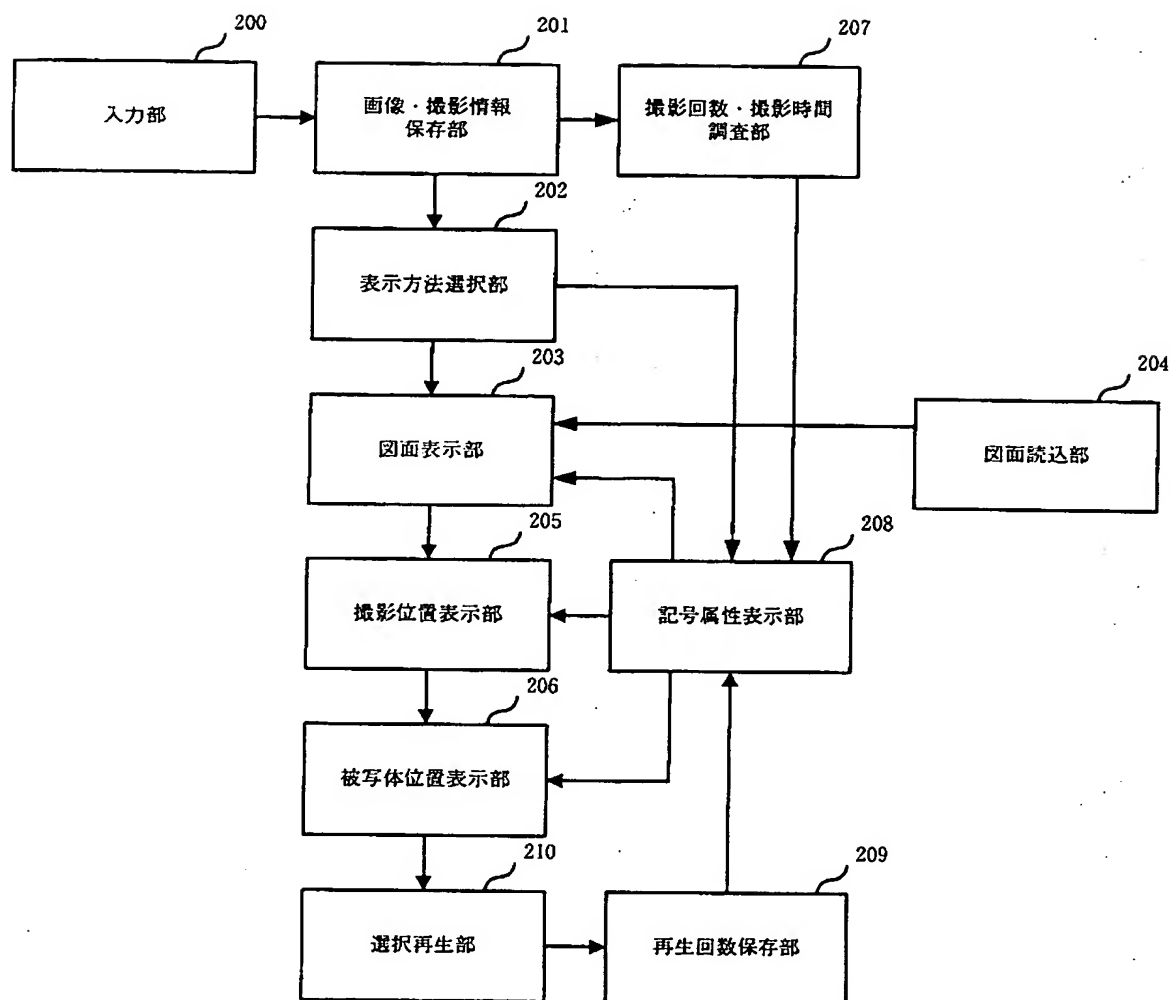 200
入力部
201
画像・撮影情報
保存部
207
撮影回数・撮影時間
調査部
202
表示方法選択部
203
図面表示部
204
図面読込部
205
撮影位置表示部
208
記号属性表示部
206
被写体位置表示部
210
選択再生部
209
再生回数保存部